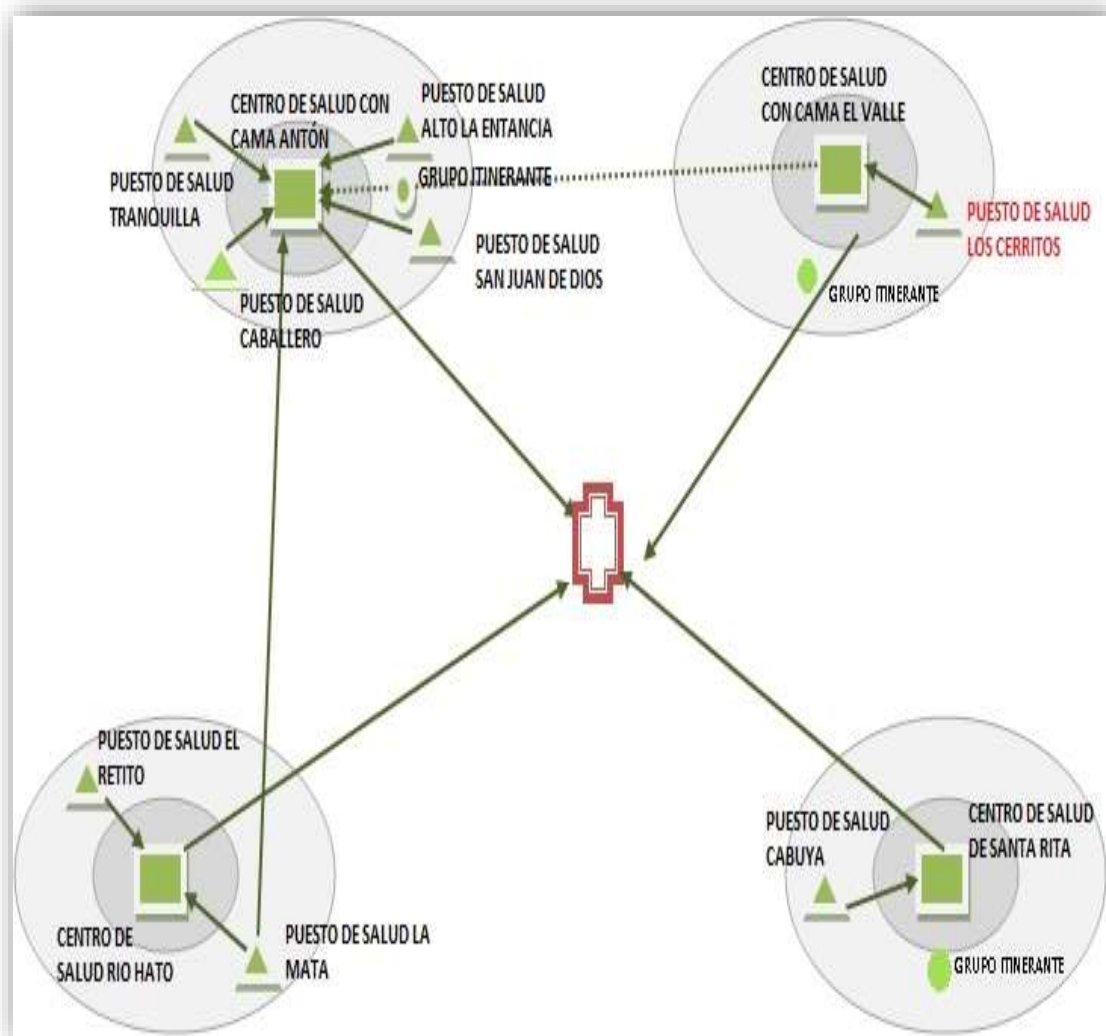 CENTRO DE SALUD CON
CAMA ANTÓN
PUESTO DE SALUD
ALTO LA ENTANCIA
GRUPO ITINERANTE
PUESTO DE SALUD
TRANQUILLA
PUESTO DE SALUD
SAN JUAN DE DIOS
PUESTO DE SALUD
CABALLERO
CENTRO DE SALUD
CON CAMA EL VALLE
PUESTO DE SALUD
LOS CERRITOS
GRUPO ITINERANTE
PUESTO DE SALUD EL
RETITO
CENTRO DE
SALUD RIO HATO
PUESTO DE SALUD LA
MATA
PUESTO DE SALUD
CABUYA
CENTRO DE SALUD
DE SANTA RITA
GRUPO ITINERANTE